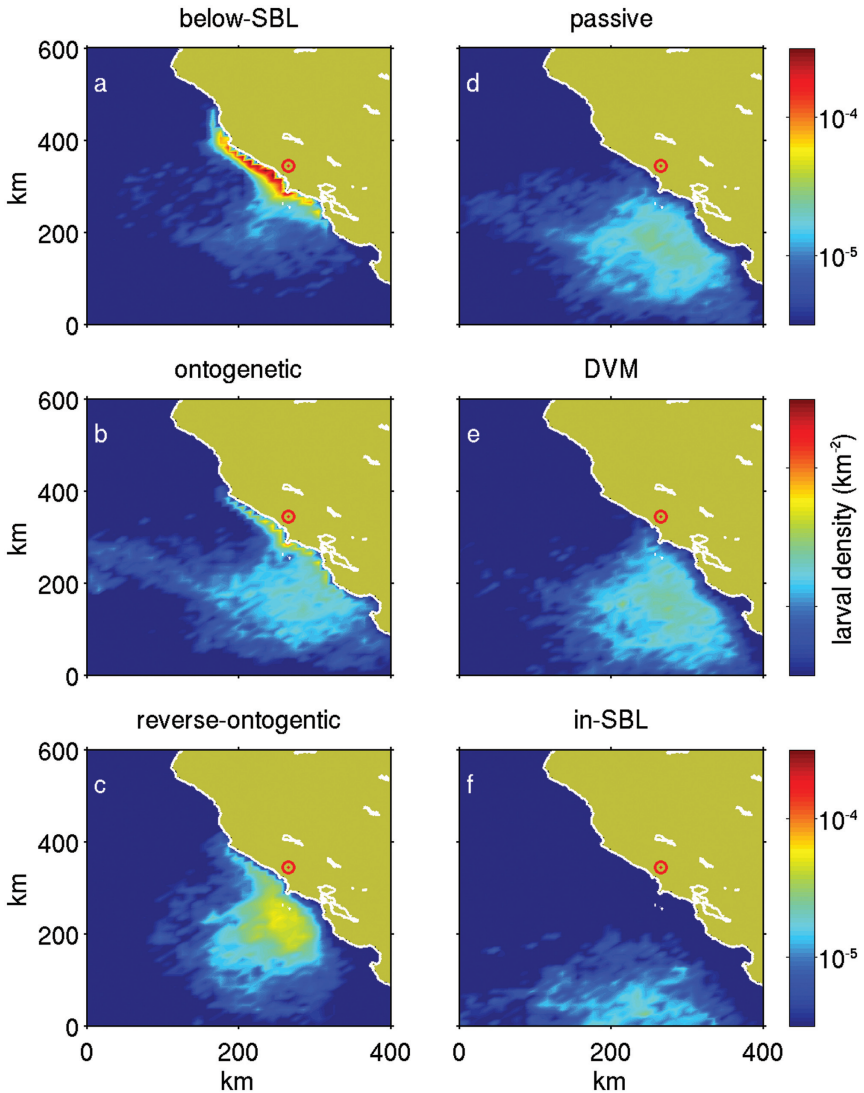 below-SBL
passive
600
400
200
0
km
a
d
10-4
10-5
ontogenetic
DVM
600
400
200
0
km
b
e
larval density (km-2)
reverse-ontogentic
in-SBL
600
400
200
0
km
c
f
10-4
10-5
0
200
400
0
200
400
km
km